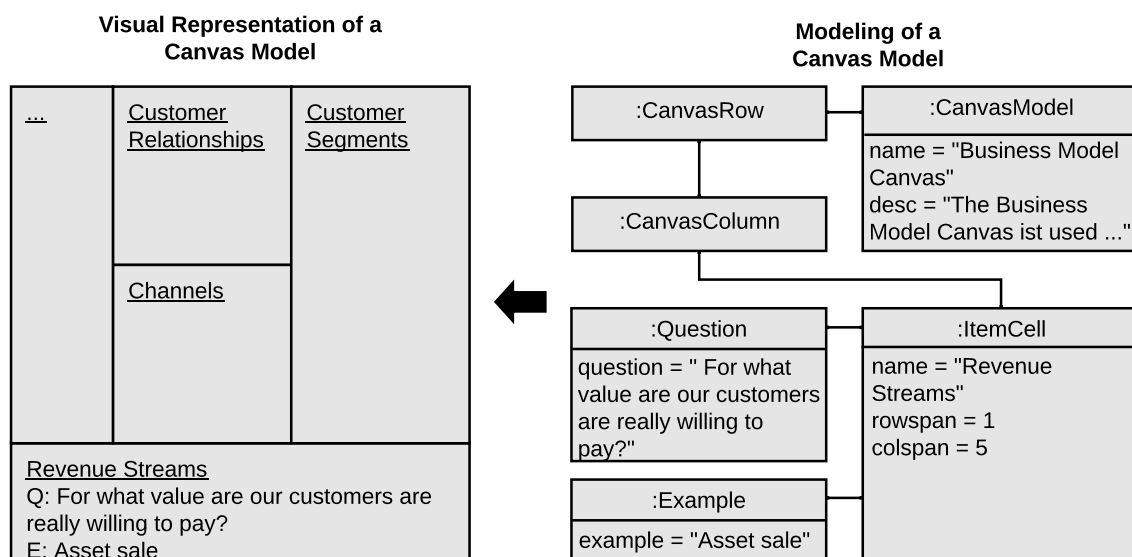 Visual Representation of a
Canvas Model
...
Customer
Relationships
Customer
Segments
Channels
Revenue Streams
Q: For what value are our customers are
really willing to pay?
E: Asset sale
Modeling of a
Canvas Model
:CanvasRow
:CanvasModel
name = "Business Model
Canvas"
desc = "The Business
Model Canvas ist used ..."
:CanvasColumn
:Question
question = " For what
value are our customers
are really willing to
pay?"
:ItemCell
name = "Revenue
Streams"
rowspan = 1
colspan = 5
:Example
example = "Asset sale"